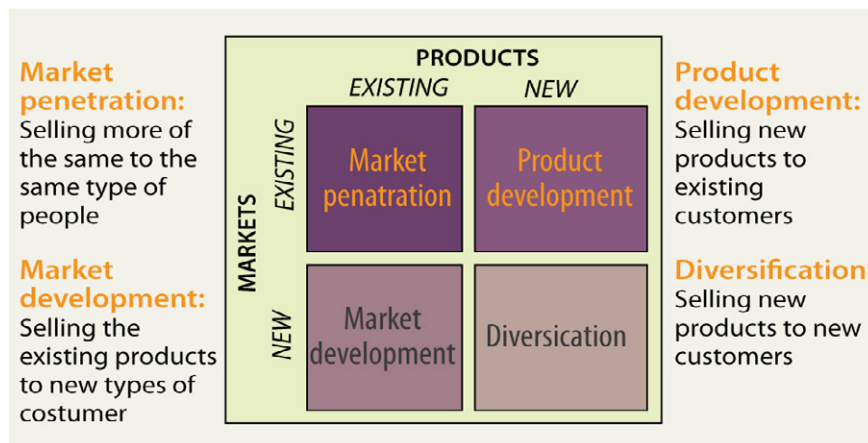 Market
penetration:
Selling more of
the same to the
same type of
people
Market
development:
Selling the
existing products
to new types of
costumer
PRODUCTS
EXISTING NEW
MARKETS
EXISTING
NEW
Market
penatration
Product
development
Market
development
Diversication
Product
development:
Selling new
products to
existing
customers
Diversification
Selling new
products to new
customers